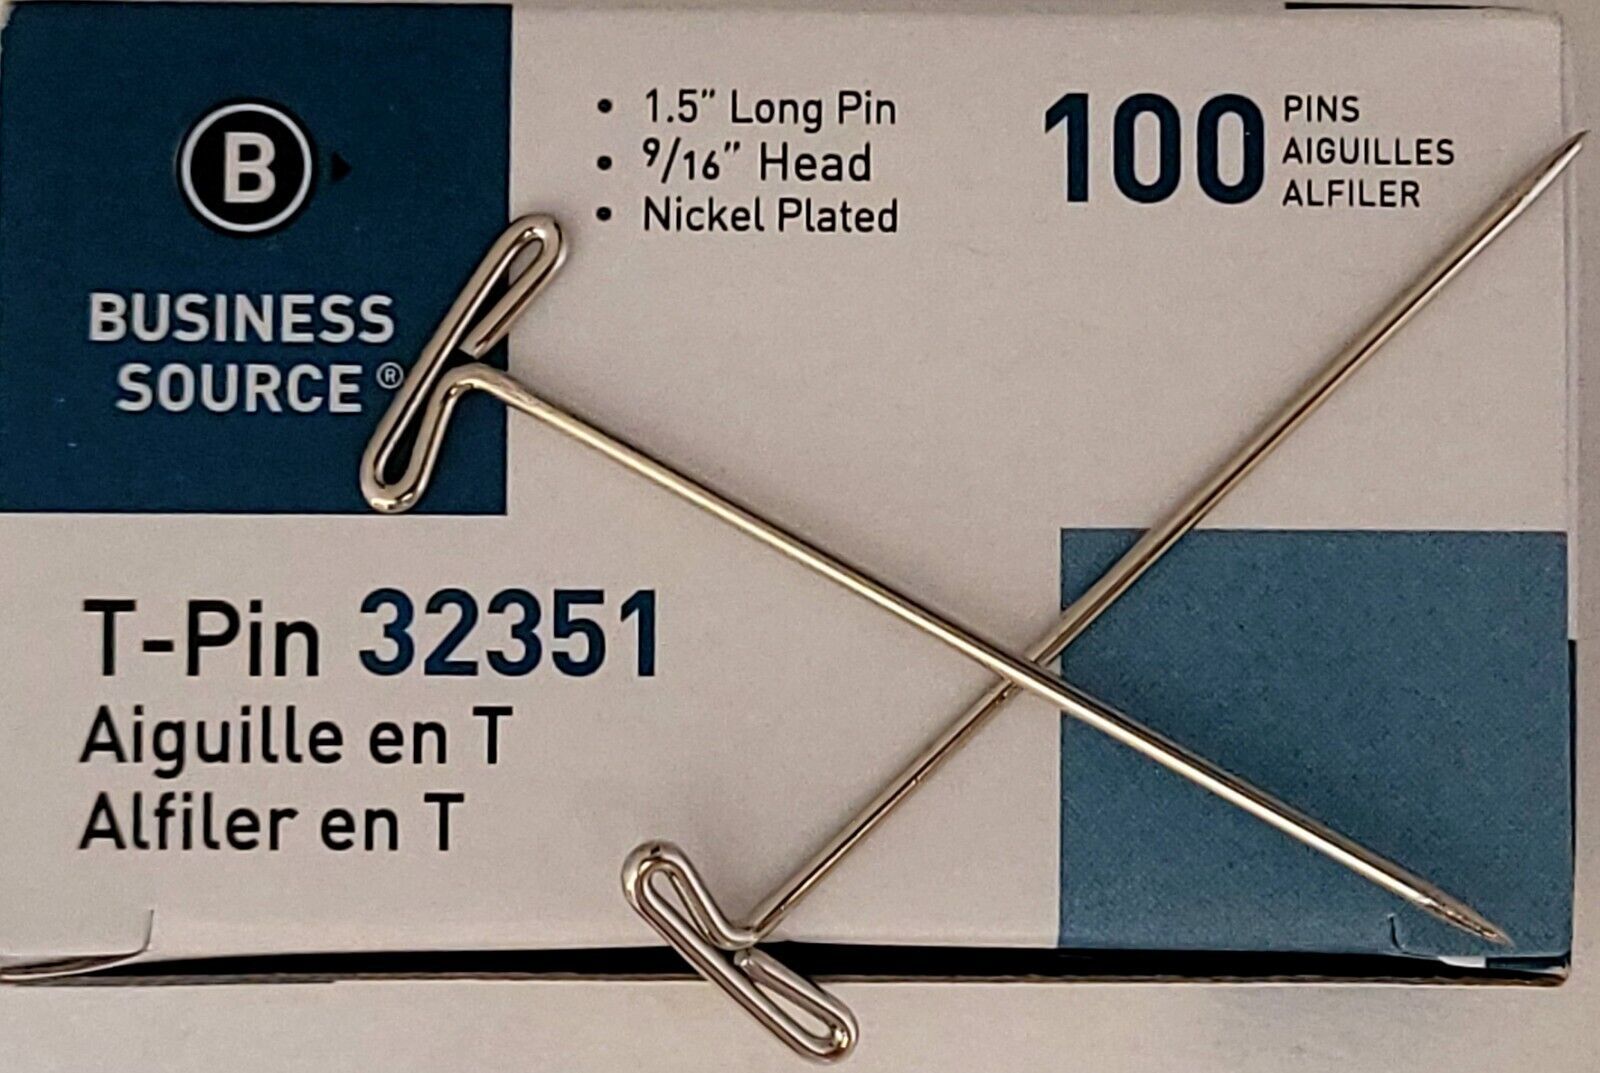 B
BUSINESS
SOURCE®
• 1.5" Long Pin
• 9/16" Head
• Nickel Plated
100 PINS
AIGUILLES
ALFILER
T-Pin 32351
Aiguille en T
Alfiler en T